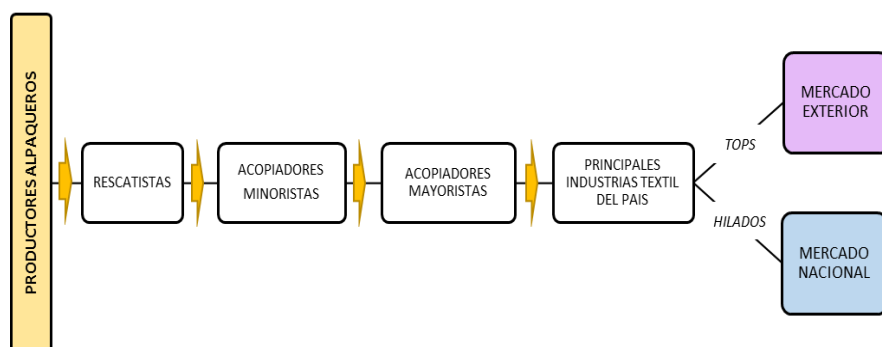 PRODUCTORES ALPAQUEROS
RESCATISTAS
ACOPIADORES
MINORISTAS
ACOPIADORES
MAYORISTAS
PRINCIPALES
INDUSTRIAS TEXTIL
DEL PAIS
TOPS
HILADOS
MERCADO
EXTERIOR
MERCADO
NACIONAL